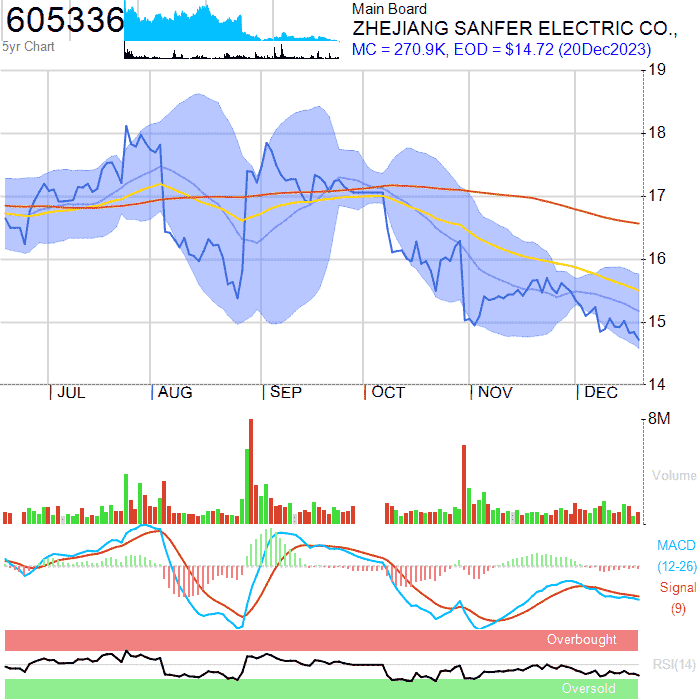 605336
5yr Chart
Main Board
ZHEJIANG SANFER ELECTRIC CO.,
MC = 270.9K, EOD = $14.72 (20Dec2023)
19
18
17
16
15
14
JUL AUG SEP OCT NOV DEC
8M
Volume
MACD
(12-26)
Signal
(9)
Overbought
RSI(14)
Oversold